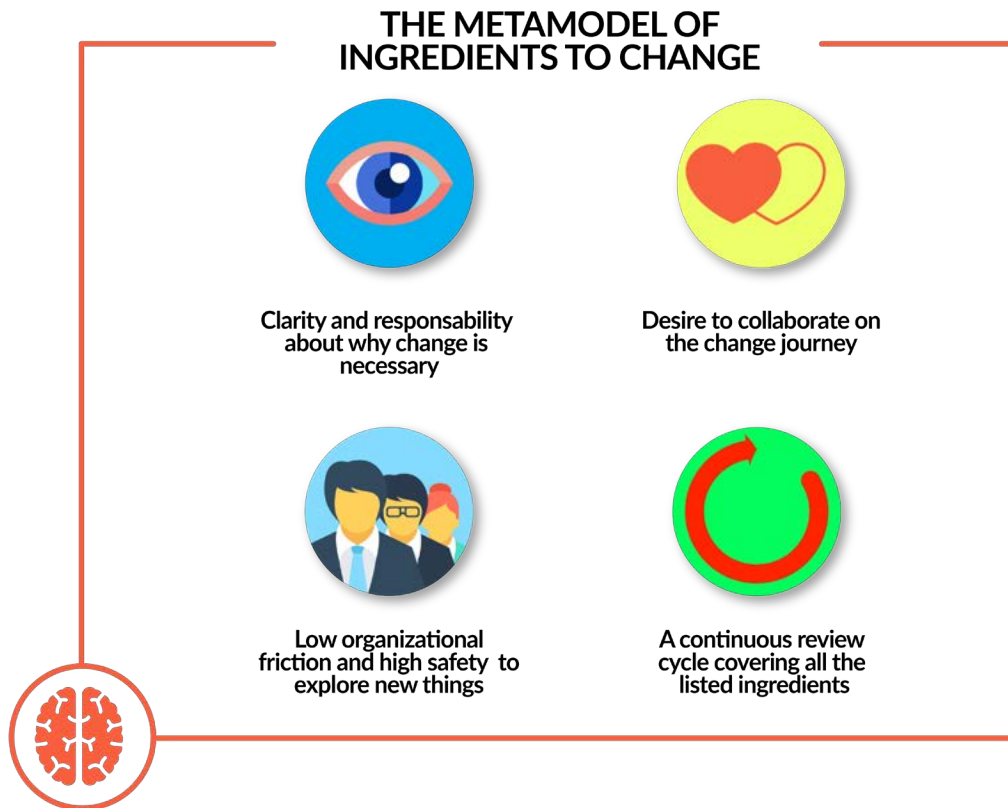 THE METAMODEL OF
INGREDIENTS TO CHANGE
Clarity and responsability
about why change is
necessary
Desire to collaborate on
the change journey
Low organizational
friction and high safety to
explore new things
A continuous review
cycle covering all the
listed ingredients